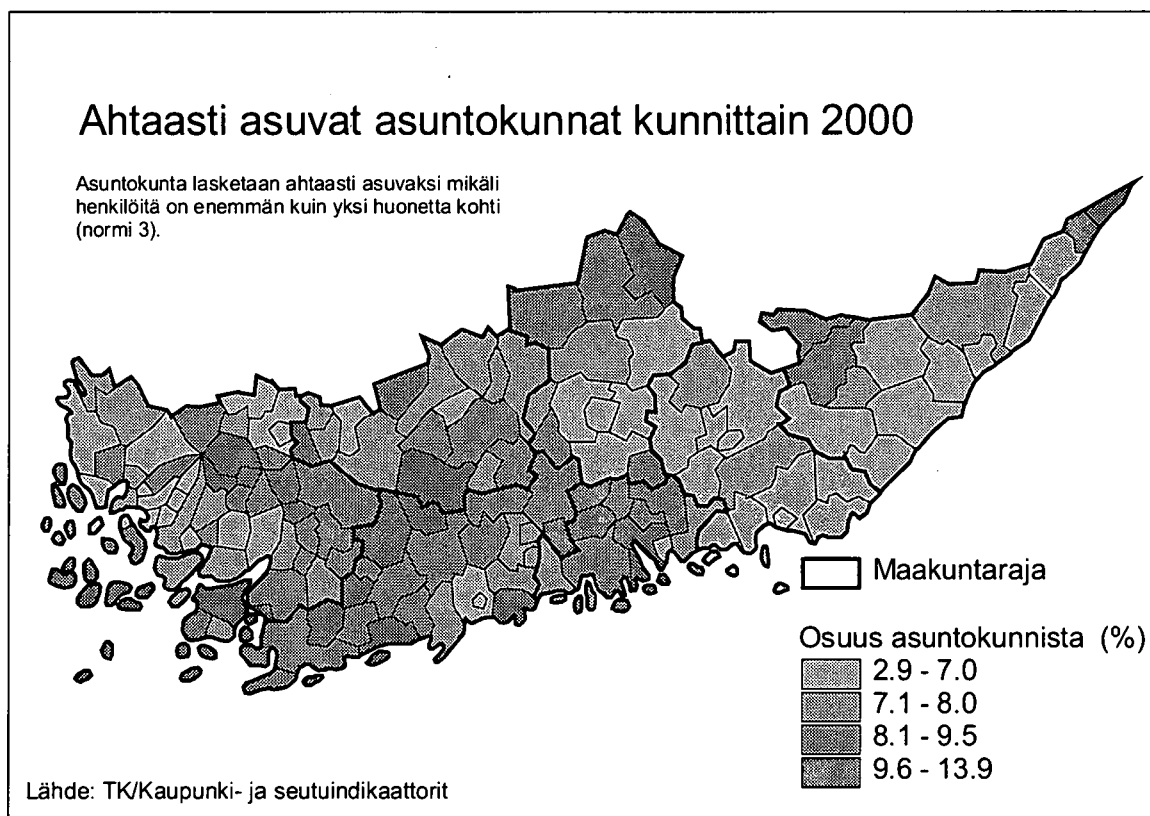 Ahtaasti asuvat asuntokunnat kunnittain 2000
Asuntokunta lasketaan ahtaasti asuvaksi mikäli
henkilöitä on enemmän kuin yksi huonetta kohti
(normi 3).
Maakuntaraja
Osuus asuntokunnista (%)
2.9 - 7.0
7.1 - 8.0
8.1 - 9.5
9.6 - 13.9
Lähde: TK/Kaupunki- ja seutuindikaattorit